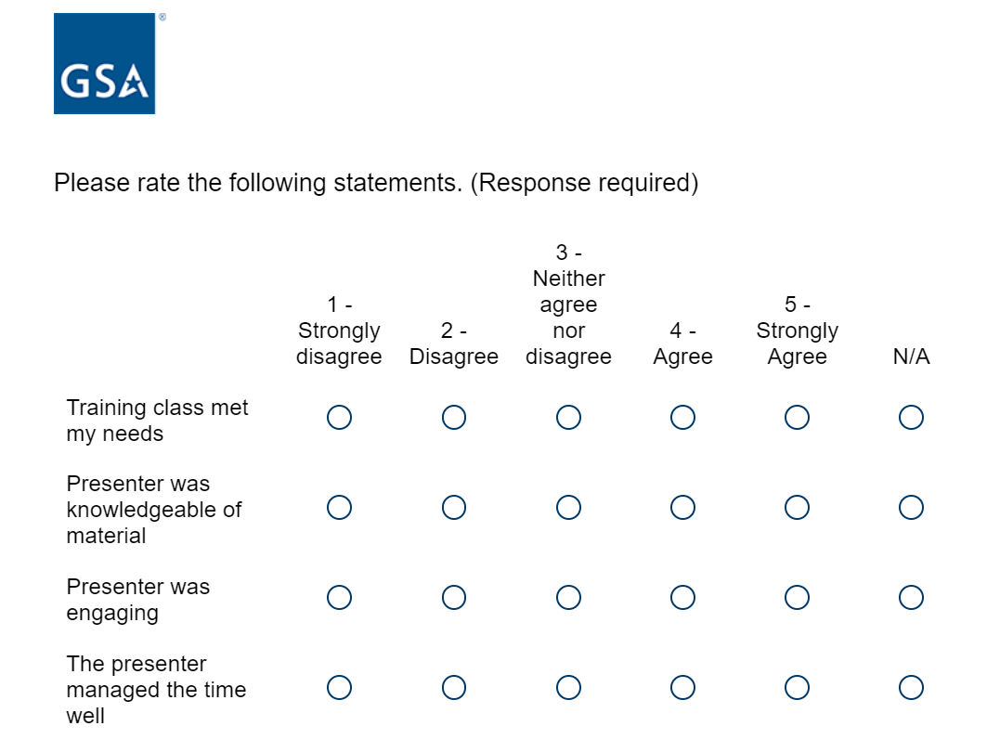 GSA®
Please rate the following statements. (Response required)
1 -
Strongly
disagree
2 -
Disagree
3 -
Neither
agree
nor
disagree
4 -
Agree
5 -
Strongly
Agree
N/A
Training class met
my needs
Presenter was
knowledgeable of
material
Presenter was
engaging
The presenter
managed the time
well